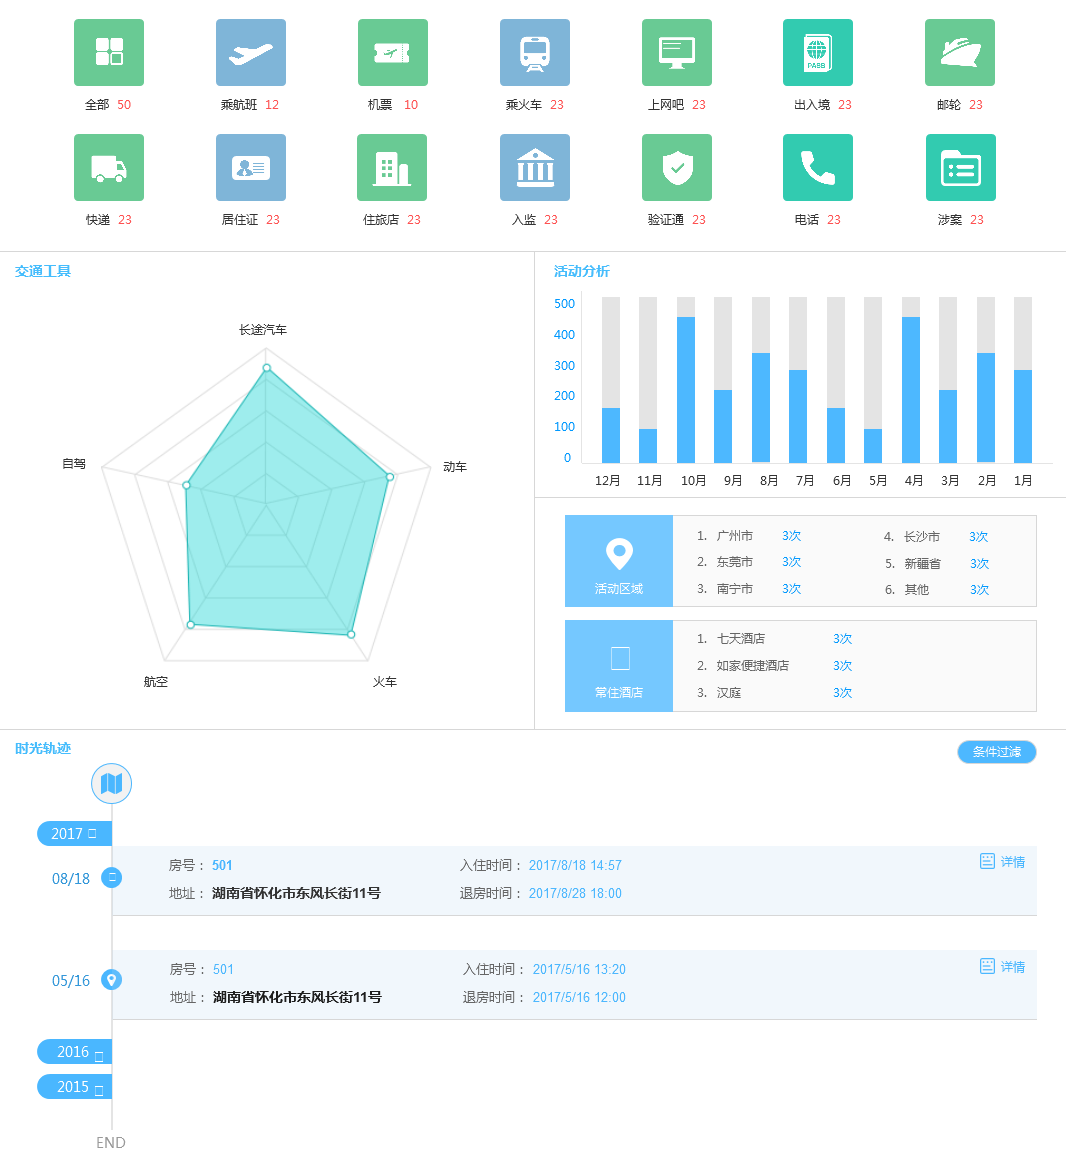 PASS
全部 50 乘航班 12 机票 10 乘火车 23 上网吧 23 出入境 23 邮轮 23
快递 23 居住证 23 住旅店 23 入监 23 验证通 23 电话 23 涉案 23
交通工具
长途汽车
自驾
动车
航空
火车
活动分析
500
400
300
200
100
0
12月 11月 10月 9月 8月 7月 6月 5月 4月 3月 2月 1月
活动区域
1. 广州市 3次 4. 长沙市 3次
2. 东莞市 3次 5. 新疆省 3次
3. 南宁市 3次 6. 其他 3次
常住酒店
1. 七天酒店 3次
2. 如家便捷酒店 3次
3. 汉庭 3次
时光轨迹 条件过滤
2017
08/18
房号： 501 入住时间： 2017/8/18 14:57 详情
地址： 湖南省怀化市东风长街11号 退房时间： 2017/8/28 18:00
05/16
房号： 501 入住时间： 2017/5/16 13:20 详情
地址： 湖南省怀化市东风长街11号 退房时间： 2017/5/16 12:00
2016
2015
END